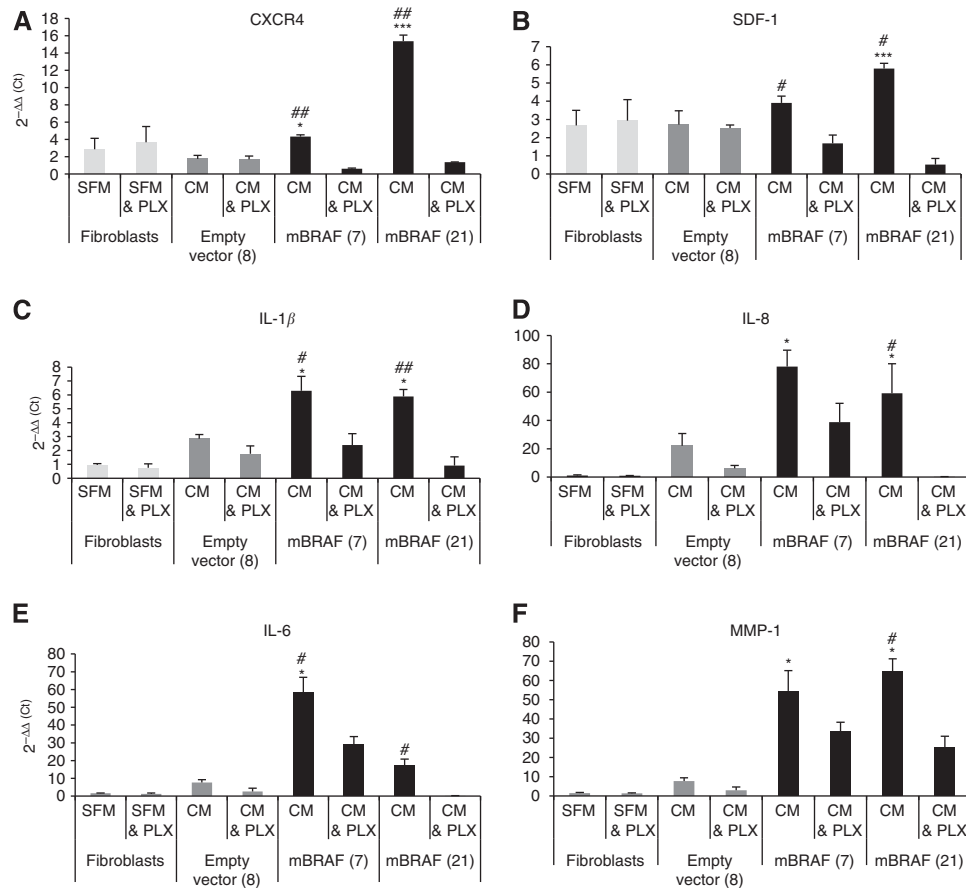 A
CXCR4
2−ΔΔ (Ct)
18
16
14
12
10
8
6
4
2
0
##
*
##
***
SFM
SFM & PLX
CM
CM & PLX
CM
CM & PLX
CM
CM & PLX
Fibroblasts
Empty vector (8)
mBRAF (7)
mBRAF (21)
B
SDF-1
7
6
5
4
3
2
1
0
#
#
***
SFM
SFM & PLX
CM
CM & PLX
CM
CM & PLX
CM
CM & PLX
Fibroblasts
Empty vector (8)
mBRAF (7)
mBRAF (21)
C
IL-1β
2−ΔΔ (Ct)
8
7
6
5
4
3
2
1
0
#
*
##
*
SFM
SFM & PLX
CM
CM & PLX
CM
CM & PLX
CM
CM & PLX
Fibroblasts
Empty vector (8)
mBRAF (7)
mBRAF (21)
D
IL-8
100
80
60
40
20
0
*
#
*
SFM
SFM & PLX
CM
CM & PLX
CM
CM & PLX
CM
CM & PLX
Fibroblasts
Empty vector (8)
mBRAF (7)
mBRAF (21)
E
IL-6
2−ΔΔ (Ct)
80
70
60
50
40
30
20
10
0
#
*
#
SFM
SFM & PLX
CM
CM & PLX
CM
CM & PLX
CM
CM & PLX
Fibroblasts
Empty vector (8)
mBRAF (7)
mBRAF (21)
F
MMP-1
80
70
60
50
40
30
20
10
0
*
#
*
SFM
SFM & PLX
CM
CM & PLX
CM
CM & PLX
CM
CM & PLX
Fibroblasts
Empty vector (8)
mBRAF (7)
mBRAF (21)